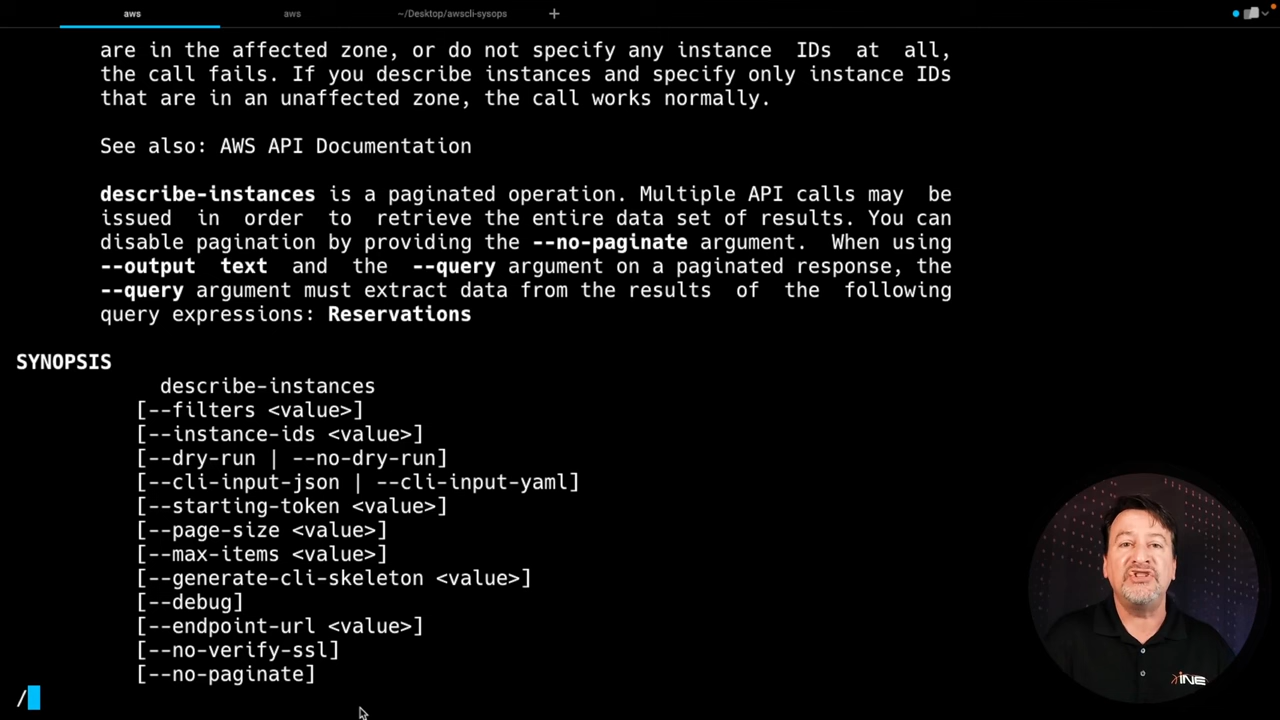 aws
aws
~/Desktop/awscli-sysops
+
are in the affected zone, or do not specify any instance IDs at all,
the call fails. If you describe instances and specify only instance IDs
that are in an unaffected zone, the call works normally.
See also: AWS API Documentation
describe-instances is a paginated operation. Multiple API calls may be
issued in order to retrieve the entire data set of results. You can
disable pagination by providing the --no-paginate argument. When using
--output text and the --query argument on a paginated response, the
--query argument must extract data from the results of the following
query expressions: Reservations
SYNOPSIS
describe-instances
[--filters <value>]
[--instance-ids <value>]
[--dry-run | --no-dry-run]
[--cli-input-json | --cli-input-yaml]
[--starting-token <value>]
[--page-size <value>]
[--max-items <value>]
[--generate-cli-skeleton <value>]
[--debug]
[--endpoint-url <value>]
[--no-verify-ssl]
[--no-paginate]
/
INE